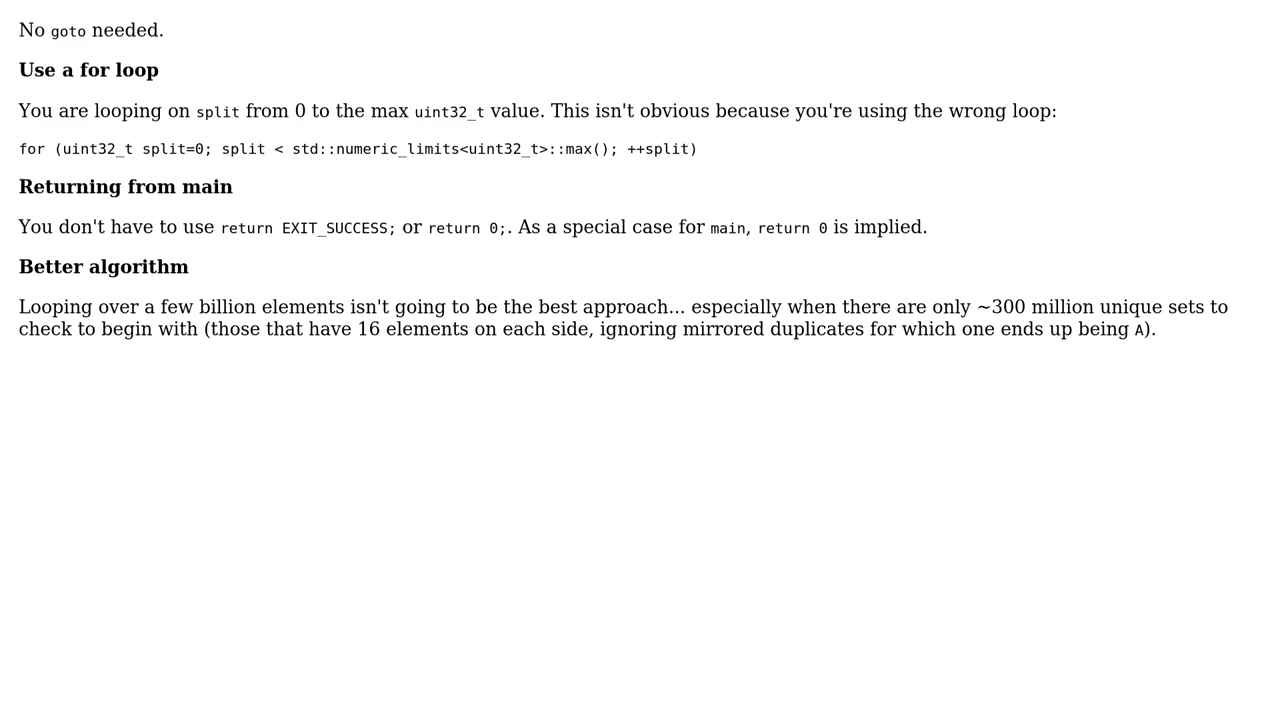 No goto needed.
Use a for loop
You are looping on split from 0 to the max uint32_t value. This isn't obvious because you're using the wrong loop:
for (uint32_t split=0; split < std::numeric_limits<uint32_t>::max(); ++split)
Returning from main
You don't have to use return EXIT_SUCCESS; or return 0;. As a special case for main, return 0 is implied.
Better algorithm
Looping over a few billion elements isn't going to be the best approach... especially when there are only ~300 million unique sets to
check to begin with (those that have 16 elements on each side, ignoring mirrored duplicates for which one ends up being A).